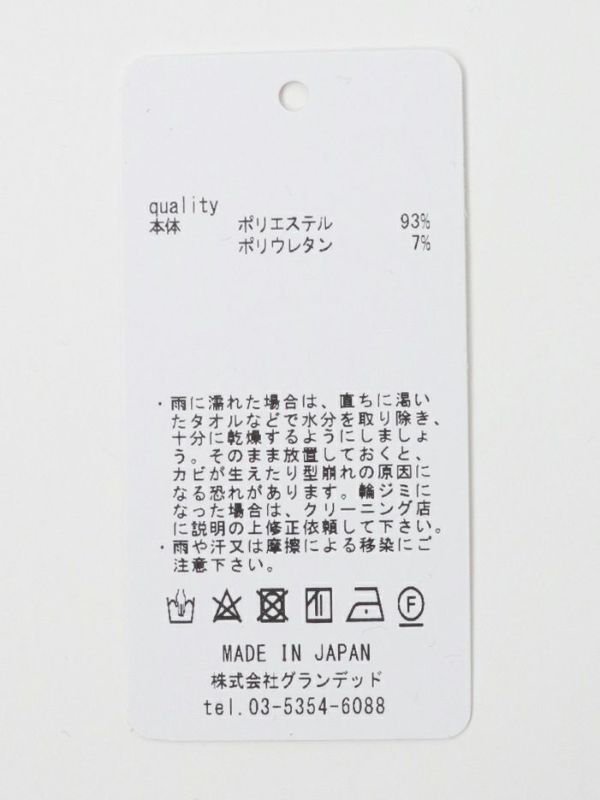 quality
本体 ポリエステル 93%
ポリウレタン 7%
・雨に濡れた場合は、直ちに渇い
たタオルなどで水分を取り除き、
十分に乾燥するようにしましょ
う。そのまま放置しておくと、
カビが生えたり型崩れの原因に
なる恐れがあります。輪ジミに
なった場合は、クリーニング店
に説明の上修正依頼して下さい。
・雨や汗又は摩擦による移染にご
注意下さい。
F
MADE IN JAPAN
株式会社グランデッド
tel.03-5354-6088